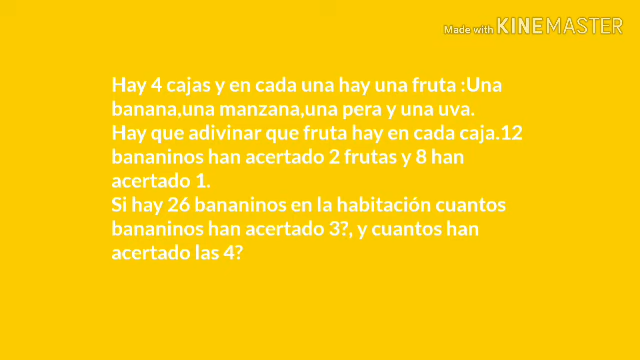 Made with KINEMASTER
Hay 4 cajas y en cada una hay una fruta :Una
banana,una manzana,una pera y una uva.
Hay que adivinar que fruta hay en cada caja.12
bananinos han acertado 2 frutas y 8 han
acertado 1.
Si hay 26 bananinos en la habitación cuantos
bananinos han acertado 3?, y cuantos han
acertado las 4?